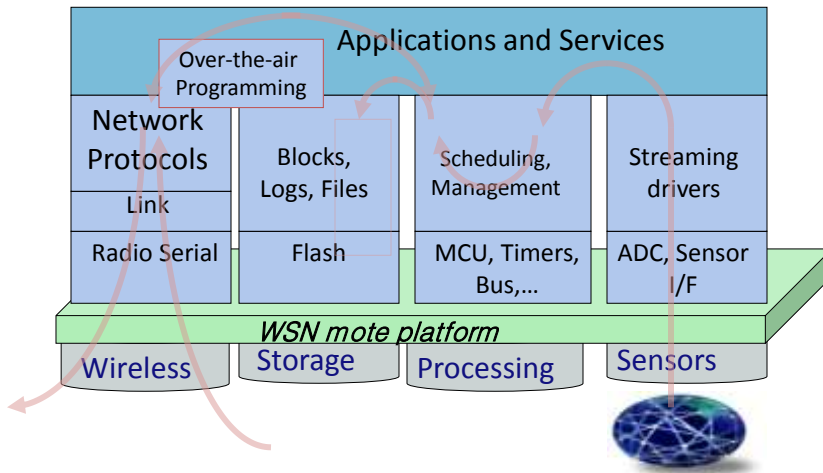 Applications and Services
Over-the-air
Programming
Network
Protocols
Link
Radio Serial
Blocks,
Logs, Files
Flash
Scheduling,
Management
MCU, Timers,
Bus,...
Streaming
drivers
ADC, Sensor
I/F
WSN mote platform
Wireless
Storage
Processing
Sensors